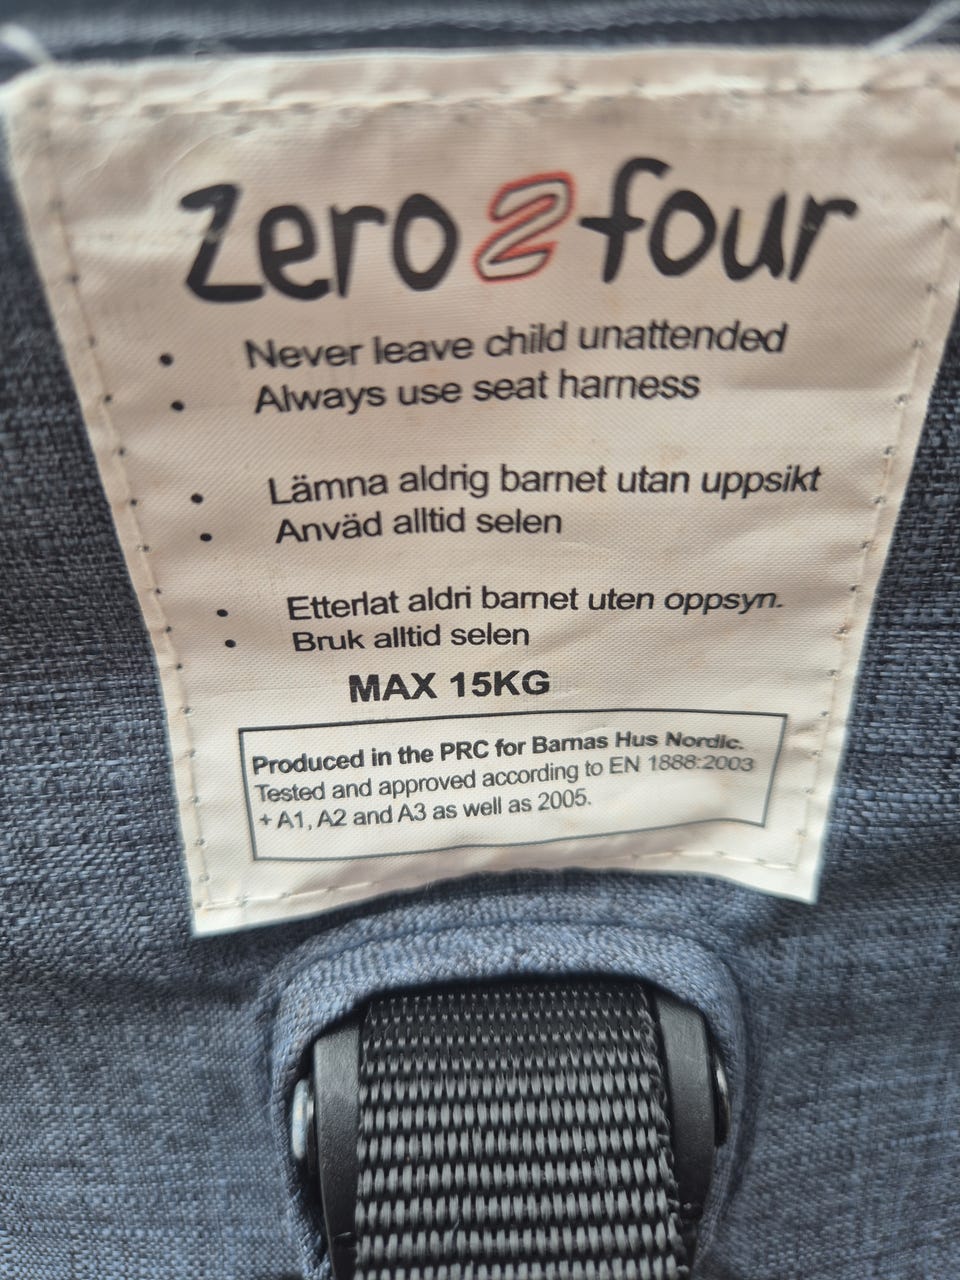 zero2four
• Never leave child unattended
• Always use seat harness
• Lämna aldrig barnet utan uppsikt
• Anväd alltid selen
• Etterlat aldri barnet uten oppsyn.
• Bruk alltid selen
MAX 15KG
Produced in the PRC for Barnas Hus Nordic.
Tested and approved according to EN 1888:2003
+ A1, A2 and A3 as well as 2005.